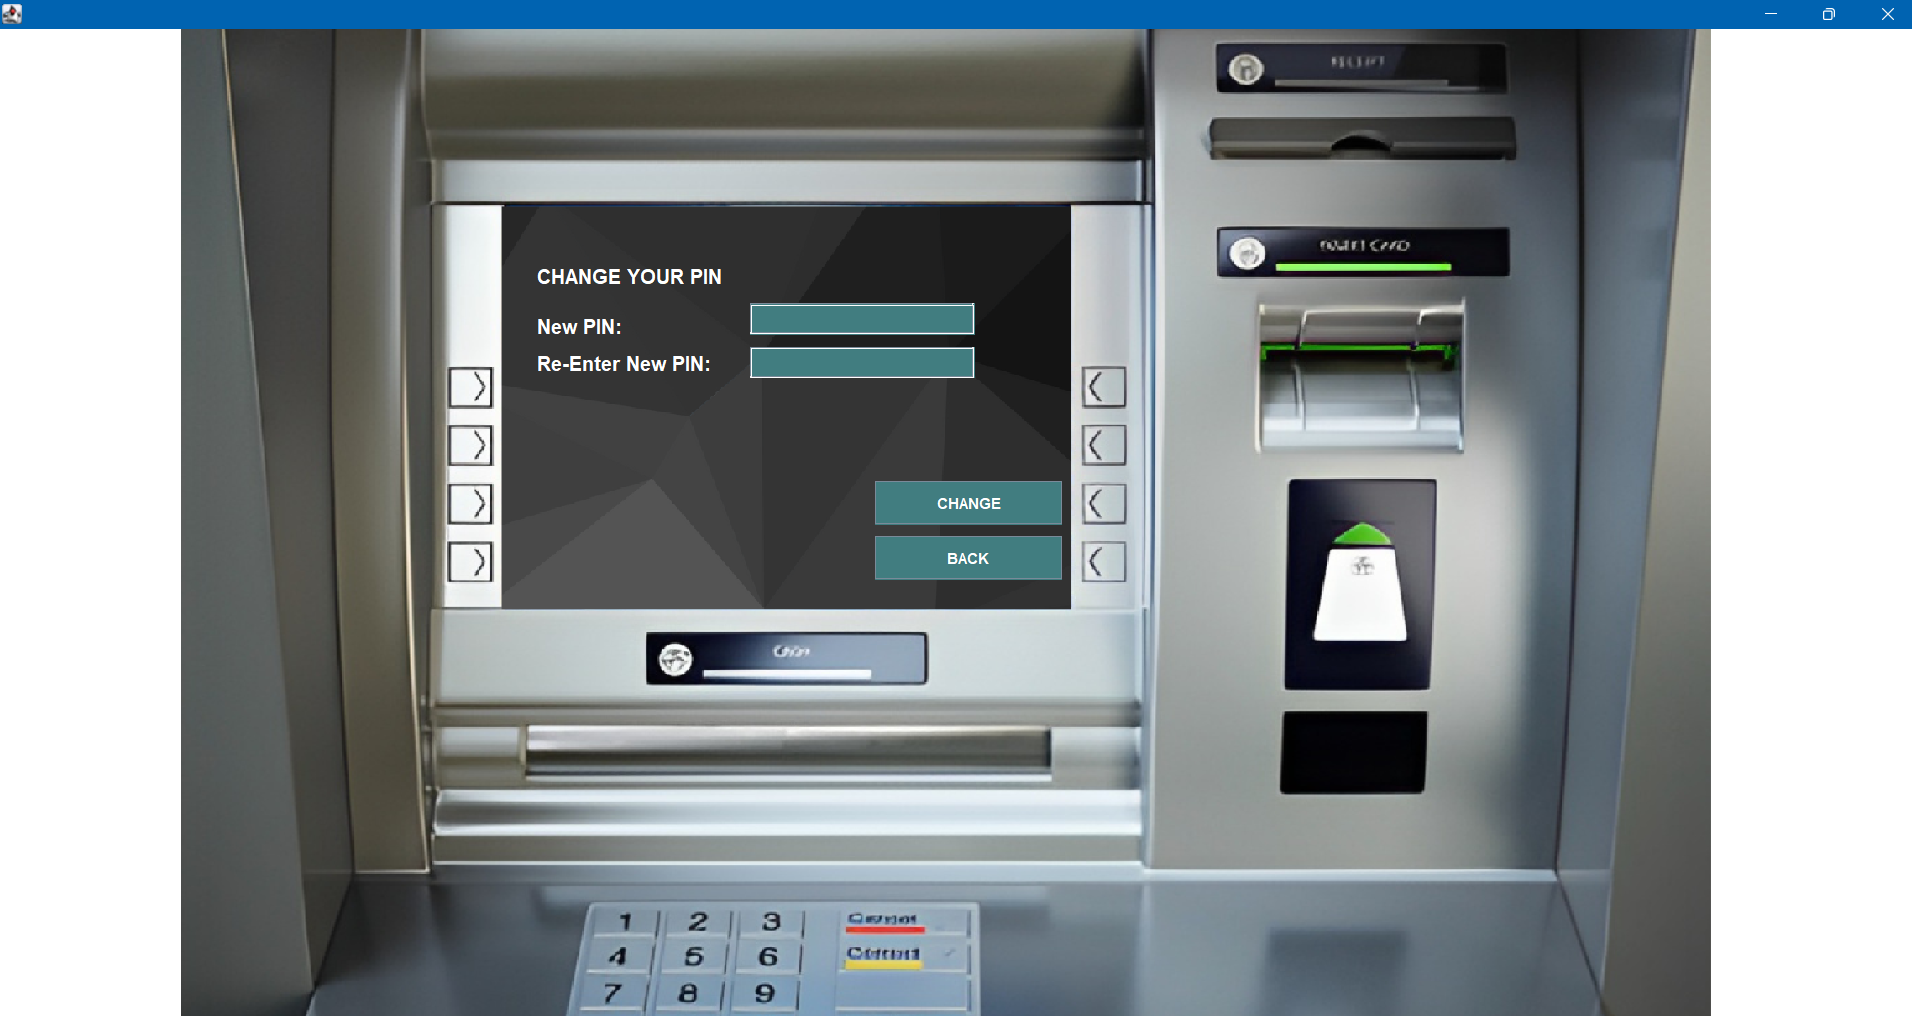 CHANGE YOUR PIN
New PIN:
Re-Enter New PIN:
CHANGE
BACK
1 2 3
4 5 6
7 8 9